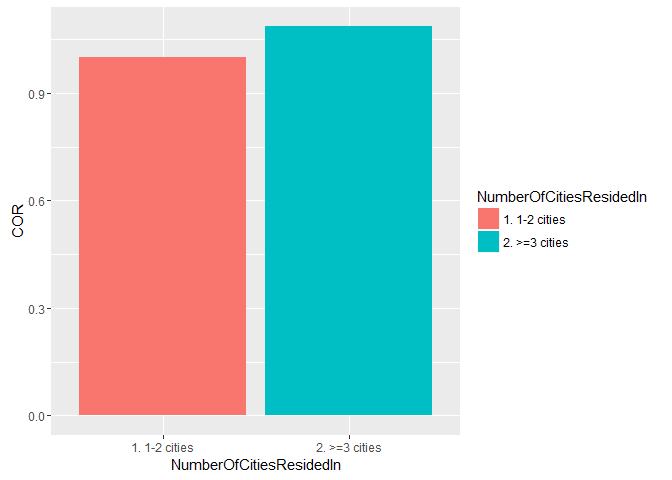 COR
0.9
0.6
0.3
0.0
1. 1-2 cities
2. >=3 cities
NumberOfCitiesResidedIn
NumberOfCitiesResidedIn
1. 1-2 cities
2. >=3 cities